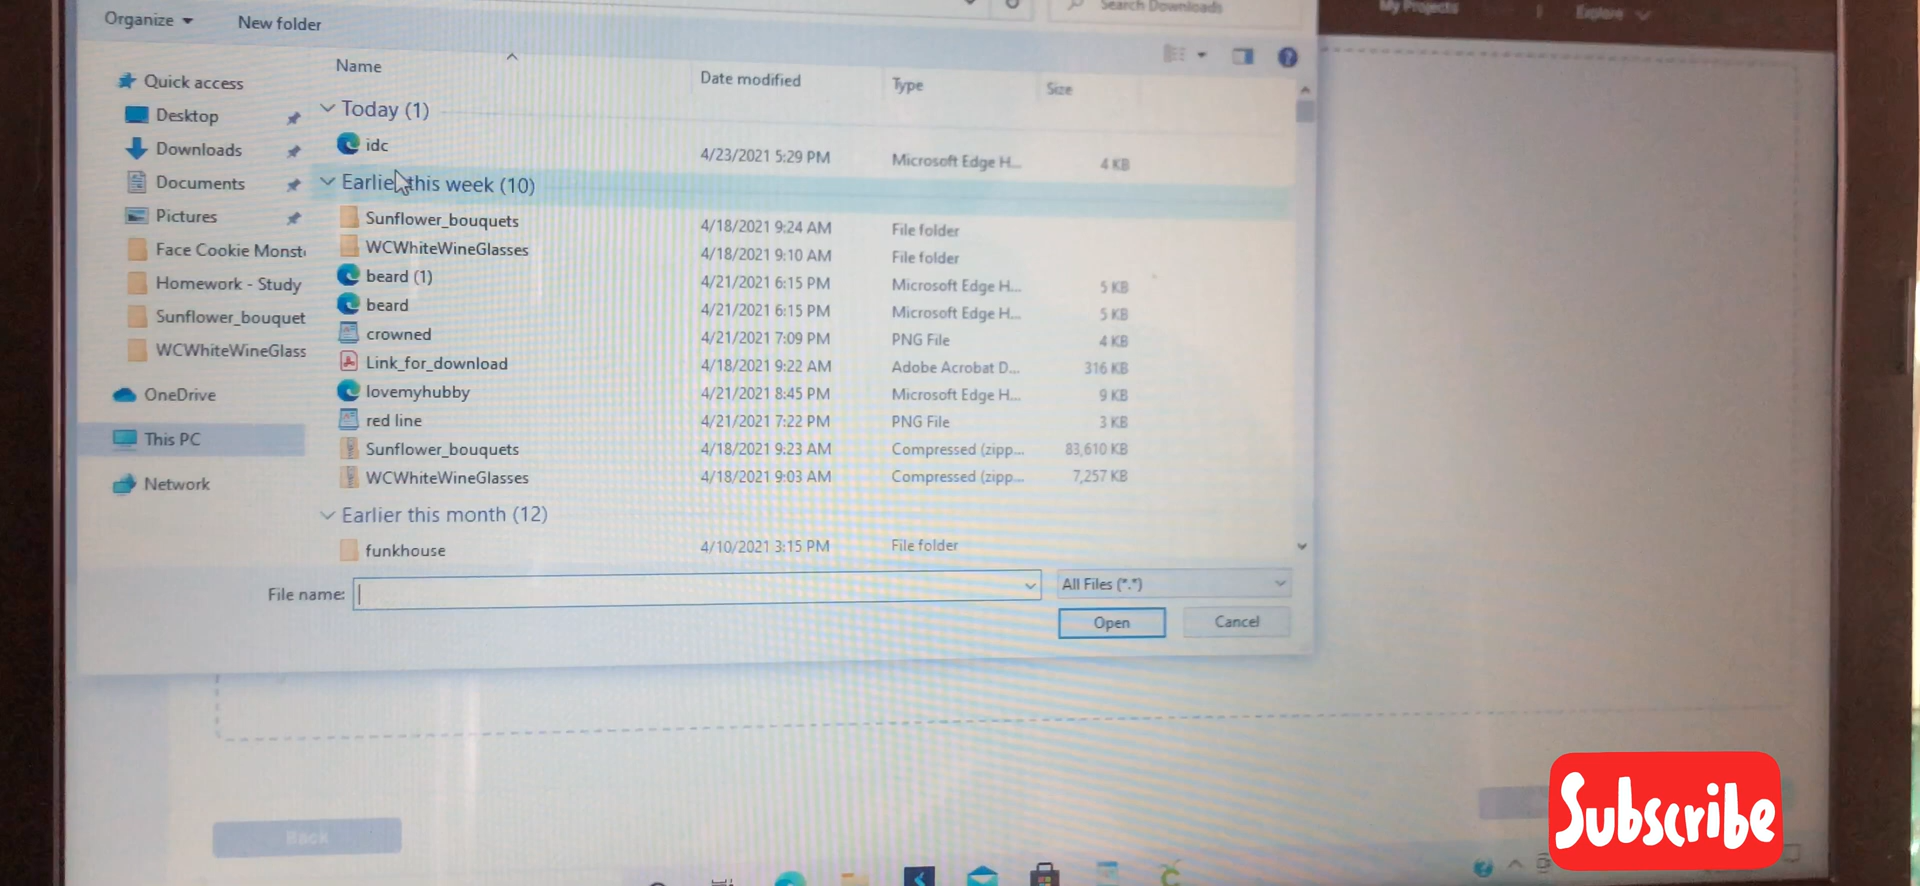 Organize New folder Search Downloads My Projects Explore
Name Date modified Type Size
Quick access
Desktop
Downloads
Documents
Pictures
Face Cookie Monst
Homework - Study
Sunflower_bouquet
WCWhiteWineGlass
OneDrive
This PC
Network
Today (1)
idc 4/23/2021 5:29 PM Microsoft Edge H... 4 KB
Earlier this week (10)
Sunflower_bouquets 4/18/2021 9:24 AM File folder
WCWhiteWineGlasses 4/18/2021 9:10 AM File folder
beard (1) 4/21/2021 6:15 PM Microsoft Edge H... 5 KB
beard 4/21/2021 6:15 PM Microsoft Edge H... 5 KB
crowned 4/21/2021 7:09 PM PNG File 4 KB
Link_for_download 4/18/2021 9:22 AM Adobe Acrobat D... 316 KB
lovemyhubby 4/21/2021 8:45 PM Microsoft Edge H... 9 KB
red line 4/21/2021 7:22 PM PNG File 3 KB
Sunflower_bouquets 4/18/2021 9:23 AM Compressed (zipp... 83,610 KB
WCWhiteWineGlasses 4/18/2021 9:03 AM Compressed (zipp... 7,257 KB
Earlier this month (12)
funkhouse 4/10/2021 3:15 PM File folder
File name: All Files (*.*)
Open Cancel
Back
Subscribe